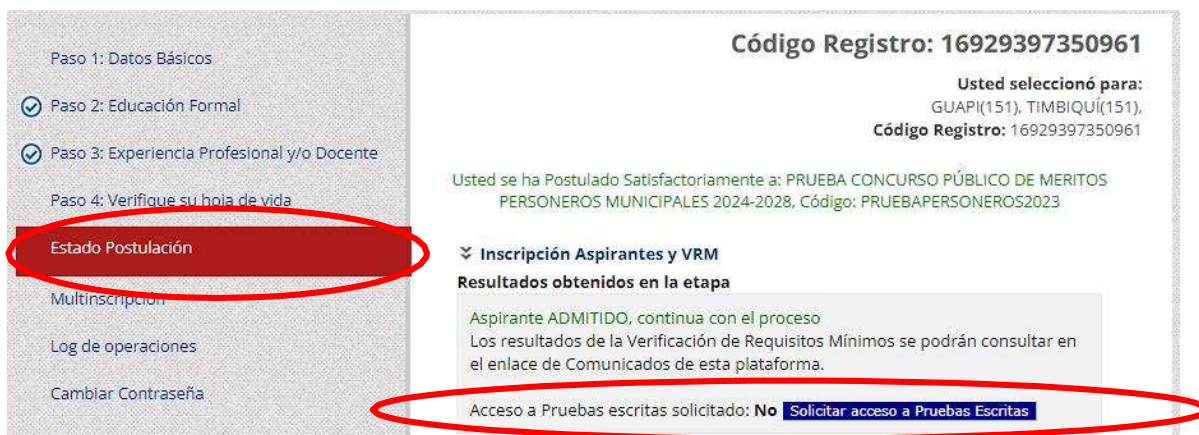 Paso 1: Datos Básicos
Paso 2: Educación Formal
Paso 3: Experiencia Profesional y/o Docente
Paso 4: Verifique su hoja de vida
Estado Postulación
Multinscripción
Log de operaciones
Cambiar Contraseña
Código Registro: 16929397350961
Usted seleccionó para:
GUAPI(151), TIMBIQUÍ(151),
Código Registro: 16929397350961
Usted se ha Postulado Satisfactoriamente a: PRUEBA CONCURSO PÚBLICO DE MERITOS
PERSONEROS MUNICIPALES 2024-2028, Código: PRUEBAPERSONEROS2023
Inscripción Aspirantes y VRM
Resultados obtenidos en la etapa
Aspirante ADMITIDO, continua con el proceso
Los resultados de la Verificación de Requisitos Mínimos se podrán consultar en
el enlace de Comunicados de esta plataforma.
Acceso a Pruebas escritas solicitado: No Solicitar acceso a Pruebas Escritas